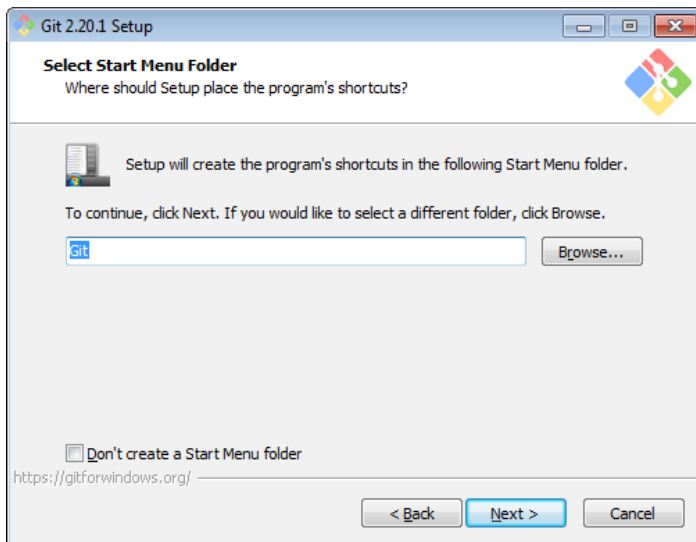 Git 2.20.1 Setup
Select Start Menu Folder
Where should Setup place the program's shortcuts?
Setup will create the program's shortcuts in the following Start Menu folder.
To continue, click Next. If you would like to select a different folder, click Browse.
Git
Browse...
Don't create a Start Menu folder
https://gitforwindows.org/
< Back
Next >
Cancel